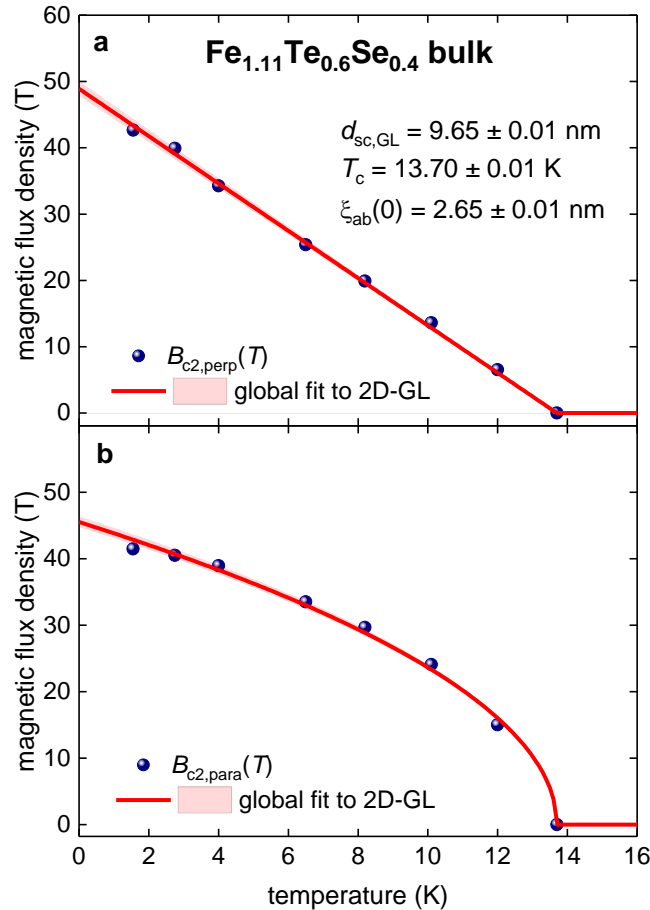 a
Fe1.11Te0.6Se0.4 bulk
dsc,GL = 9.65 ± 0.01 nm
Tc = 13.70 ± 0.01 K
ξab(0) = 2.65 ± 0.01 nm
magnetic flux density (T)
60
50
40
30
20
10
0
Bc2,perp(T)
global fit to 2D-GL
b
magnetic flux density (T)
50
40
30
20
10
0
Bc2,para(T)
global fit to 2D-GL
0 2 4 6 8 10 12 14 16
temperature (K)